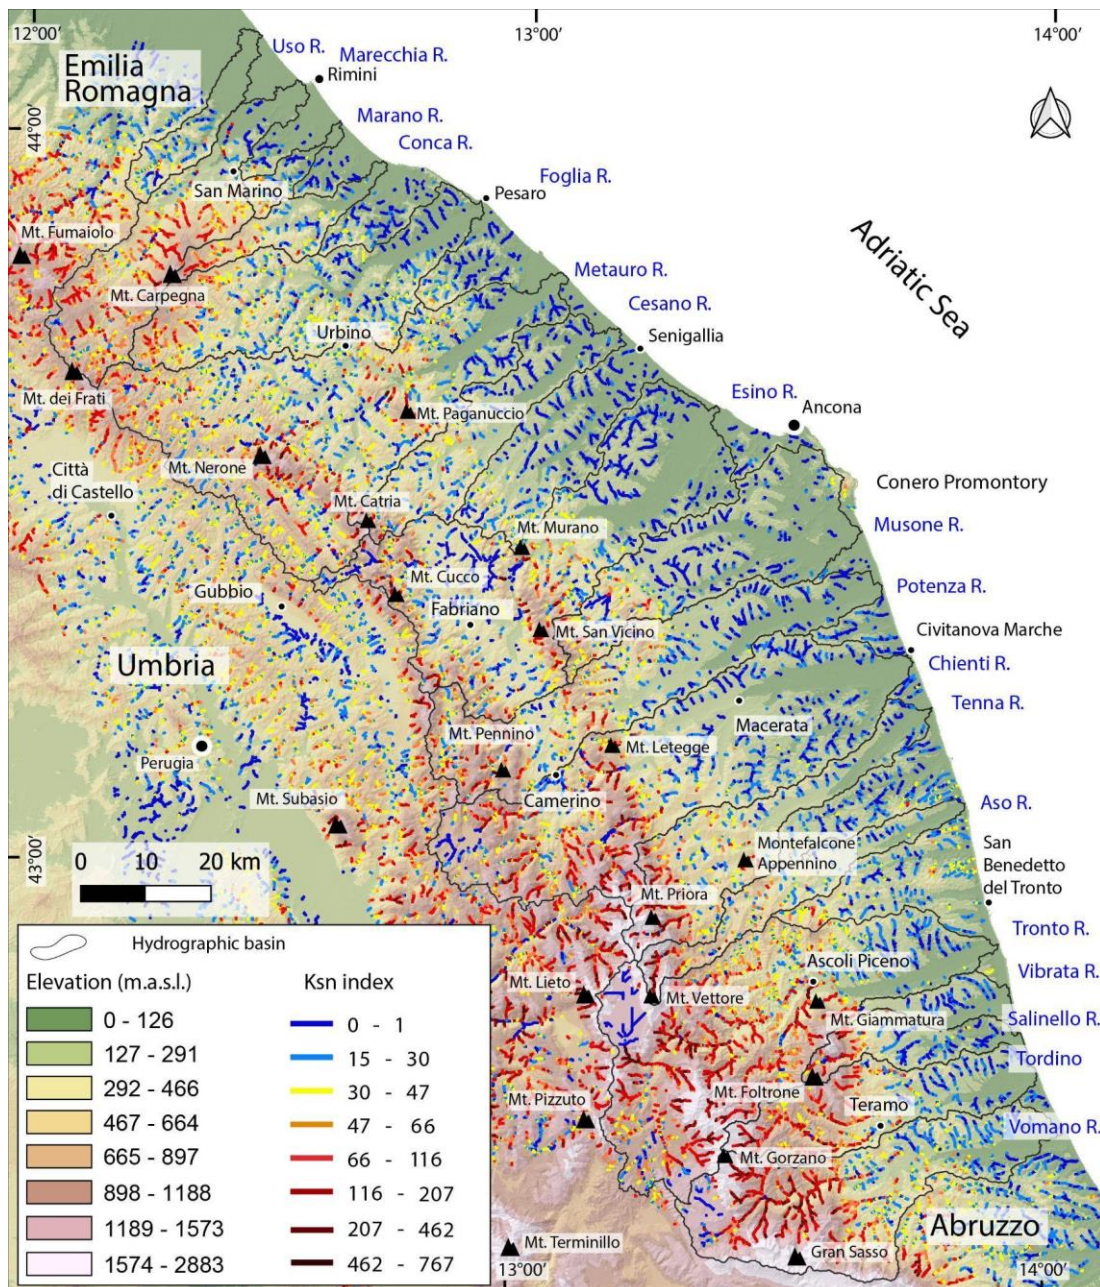 12°00’
13°00’
14°00’
Uso R.
Marecchia R.
Rimini
Emilia
Romagna
44°00’
Marano R.
Conca R.
San Marino
Foglia R.
Pesaro
Mt. Fumaiolo
Mt. Carpegna
Adriatic Sea
Metauro R.
Cesano R.
Urbino
Senigallia
Mt. dei Frati
Mt. Paganuccio
Esino R.
Ancona
Mt. Nerone
Città
di Castello
Conero Promontory
Mt. Catria
Musone R.
Mt. Murano
Mt. Cucco
Potenza R.
Gubbio
Fabriano
Mt. San Vicino
Civitanova Marche
Umbria
Chienti R.
Tenna R.
Macerata
Mt. Pennino
Mt. Letegge
Perugia
Mt. Subasio
Camerino
Aso R.
0 10 20 km
43°00’
Montefalcone
Appennino
San
Benedetto
del Tronto
Mt. Priora
Tronto R.
Ascoli Piceno
Vibrata R.
Mt. Lieto
Mt. Vettore
Mt. Giammatura
Salinello R.
Tordino
Mt. Foltrone
Mt. Pizzuto
Teramo
Vomano R.
Mt. Gorzano
Abruzzo
Mt. Terminillo
Gran Sasso
13°00’
14°00’
Hydrographic basin
Elevation (m.a.s.l.)
Ksn index
0 - 126
0 - 1
127 - 291
15 - 30
292 - 466
30 - 47
467 - 664
47 - 66
665 - 897
66 - 116
898 - 1188
116 - 207
1189 - 1573
207 - 462
1574 - 2883
462 - 767